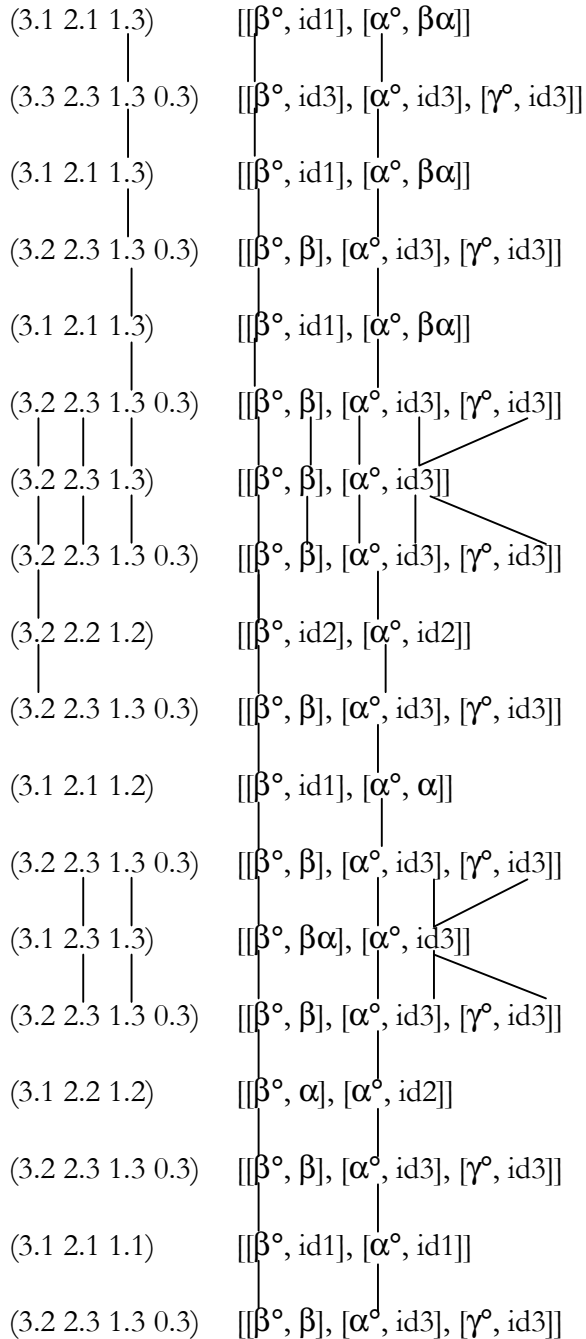 (3.1 2.1 1.3) [[β°, id1], [α°, βα]]
(3.3 2.3 1.3 0.3) [[β°, id3], [α°, id3], [γ°, id3]]
(3.1 2.1 1.3) [[β°, id1], [α°, βα]]
(3.2 2.3 1.3 0.3) [[β°, β], [α°, id3], [γ°, id3]]
(3.1 2.1 1.3) [[β°, id1], [α°, βα]]
(3.2 2.3 1.3 0.3) [[β°, β], [α°, id3], [γ°, id3]]
(3.2 2.3 1.3) [[β°, β], [α°, id3]]
(3.2 2.3 1.3 0.3) [[β°, β], [α°, id3], [γ°, id3]]
(3.2 2.2 1.2) [[β°, id2], [α°, id2]]
(3.2 2.3 1.3 0.3) [[β°, β], [α°, id3], [γ°, id3]]
(3.1 2.1 1.2) [[β°, id1], [α°, α]]
(3.2 2.3 1.3 0.3) [[β°, β], [α°, id3], [γ°, id3]]
(3.1 2.3 1.3) [[β°, βα], [α°, id3]]
(3.2 2.3 1.3 0.3) [[β°, β], [α°, id3], [γ°, id3]]
(3.1 2.2 1.2) [[β°, α], [α°, id2]]
(3.2 2.3 1.3 0.3) [[β°, β], [α°, id3], [γ°, id3]]
(3.1 2.1 1.1) [[β°, id1], [α°, id1]]
(3.2 2.3 1.3 0.3) [[β°, β], [α°, id3], [γ°, id3]]